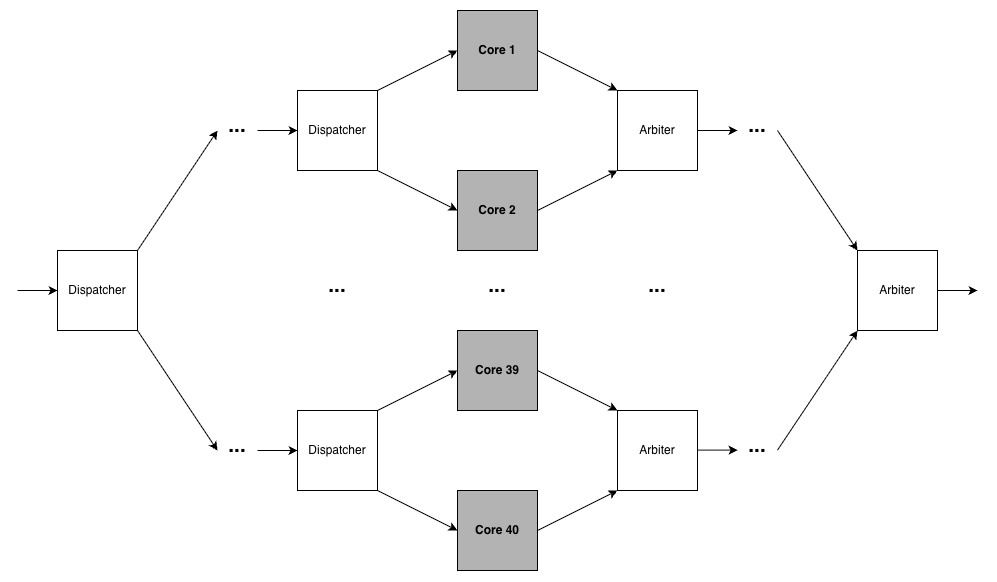 Core 1
... Dispatcher Arbiter ...
Core 2
Dispatcher ... ... ... Arbiter
Core 39
... Dispatcher Arbiter ...
Core 40